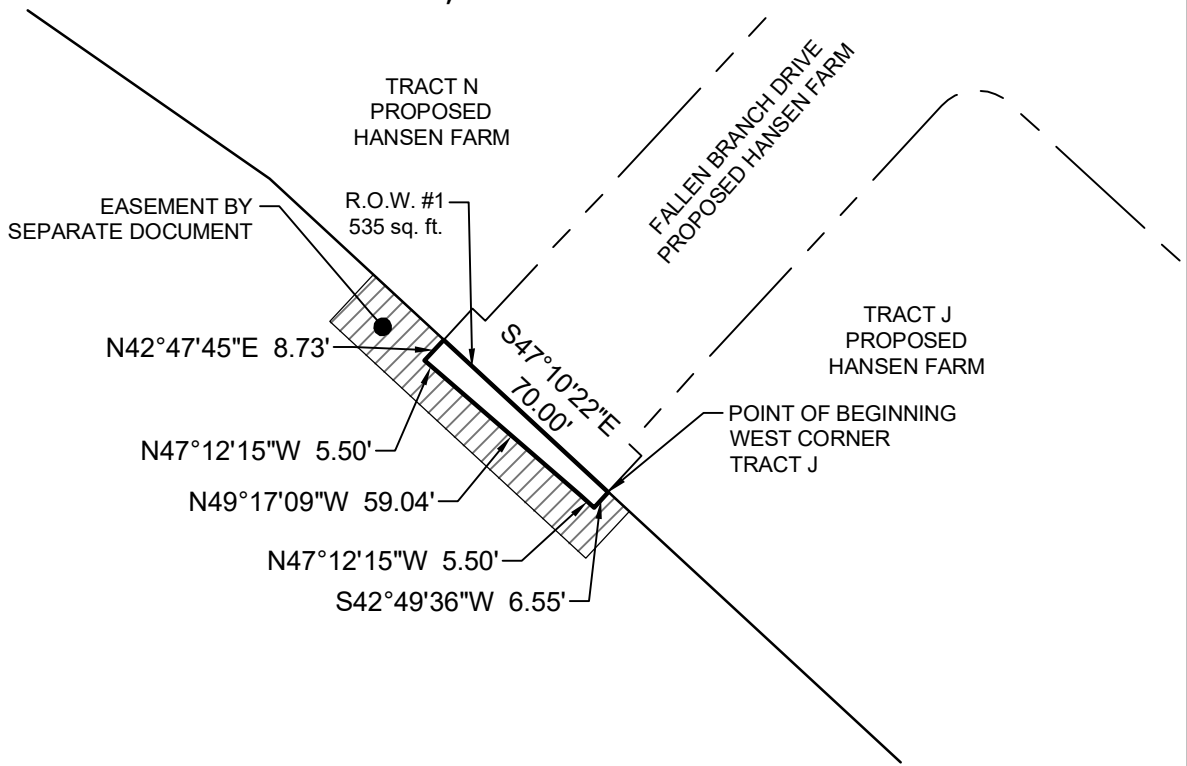 TRACT N
PROPOSED
HANSEN FARM
FALLEN BRANCH DRIVE
PROPOSED HANSEN FARM
EASEMENT BY
SEPARATE DOCUMENT
R.O.W. #1
535 sq. ft.
TRACT J
PROPOSED
HANSEN FARM
N42°47'45"E 8.73'
S47°10'22"E
70.00'
POINT OF BEGINNING
WEST CORNER
TRACT J
N47°12'15"W 5.50'
N49°17'09"W 59.04'
N47°12'15"W 5.50'
S42°49'36"W 6.55'